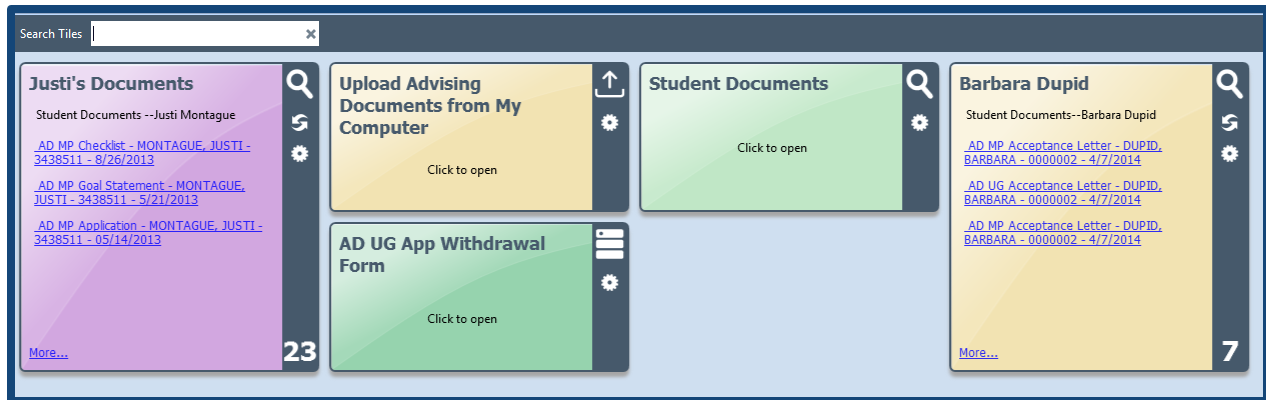 Search Tiles
Justi's Documents
Student Documents --Justi Montague
AD MP Checklist - MONTAGUE, JUSTI -
3438511 - 8/26/2013
AD MP Goal Statement - MONTAGUE,
JUSTI - 3438511 - 5/21/2013
AD MP Application - MONTAGUE, JUSTI -
3438511 - 05/14/2013
More...
23
Upload Advising
Documents from My
Computer
Click to open
AD UG App Withdrawal
Form
Click to open
Student Documents
Click to open
Barbara Dupid
Student Documents--Barbara Dupid
AD MP Acceptance Letter - DUPID,
BARBARA - 0000002 - 4/7/2014
AD UG Acceptance Letter - DUPID,
BARBARA - 0000002 - 4/7/2014
AD MP Acceptance Letter - DUPID,
BARBARA - 0000002 - 4/7/2014
More...
7